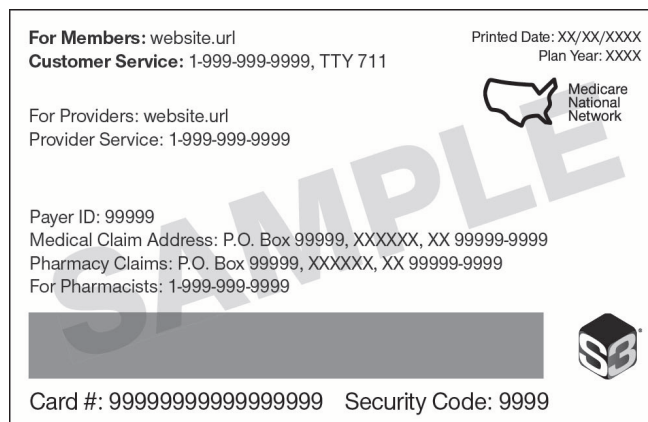 For Members: website.url
Customer Service: 1-999-999-9999, TTY 711
Printed Date: XX/XX/XXXX
Plan Year: XXXX
Medicare
National
Network
For Providers: website.url
Provider Service: 1-999-999-9999
SAMPLE
Payer ID: 99999
Medical Claim Address: P.O. Box 99999, XXXXXX, XX 99999-9999
Pharmacy Claims: P.O. Box 99999, XXXXXX, XX 99999-9999
For Pharmacists: 1-999-999-9999
S3
Card #: 99999999999999999 Security Code: 9999